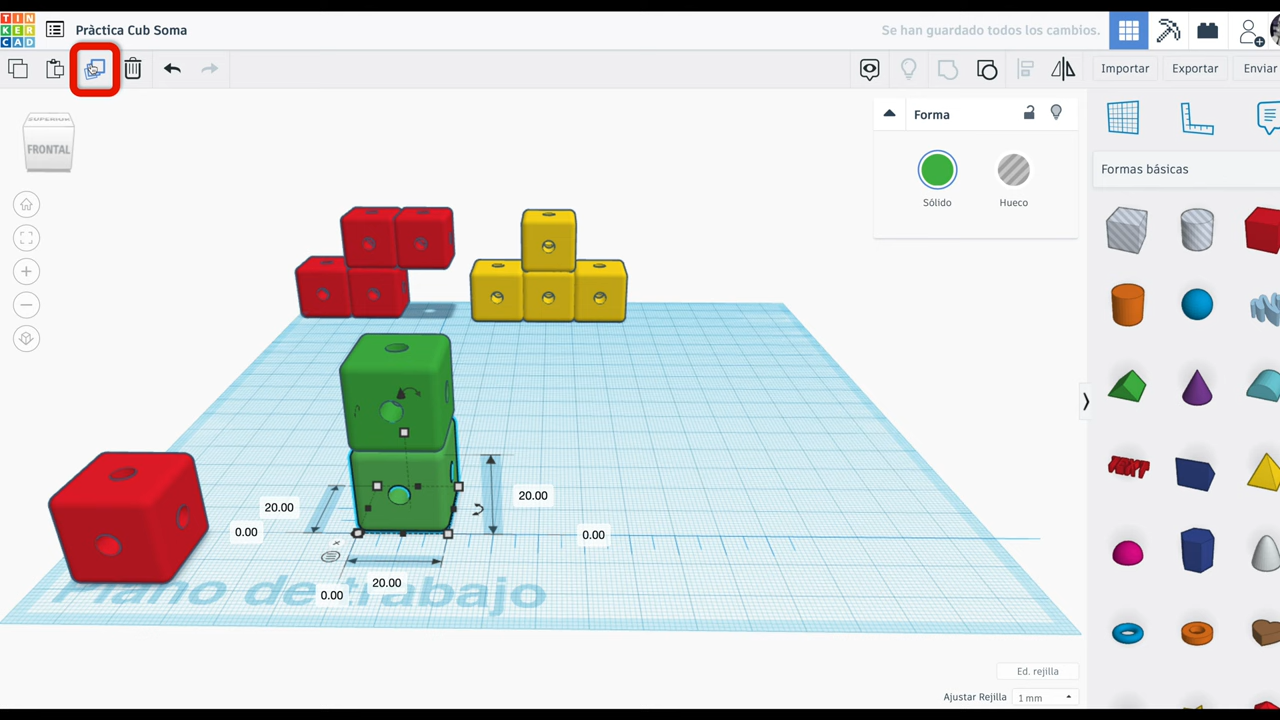 TIN
KER
CAD
Pràctica Cub Soma
Se han guardado todos los cambios.
Importar
Exportar
Enviar
SUPERIOR
FRONTAL
Forma
Sólido
Hueco
Formas básicas
TEXT
20.00
20.00
0.00
0.00
20.00
0.00
Plano de trabajo
Ed. rejilla
Ajustar Rejilla
1 mm